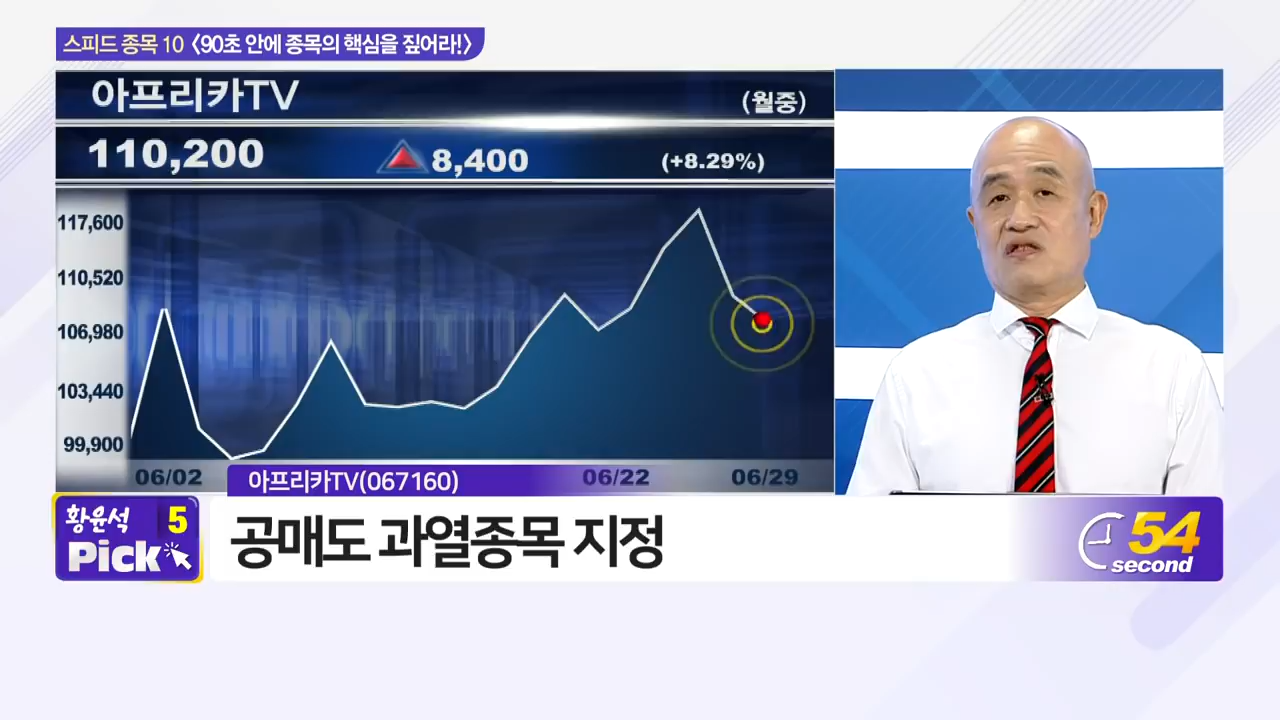 스피드 종목 10 〈90초 안에 종목의 핵심을 짚어라!〉
아프리카TV
(월중)
110,200 8,400 (+8.29%)
117,600
110,520
106,980
103,440
99,900
06/02 06/22 06/29
아프리카TV(067160)
황윤석 5
Pick
공매도 과열종목 지정
54
second